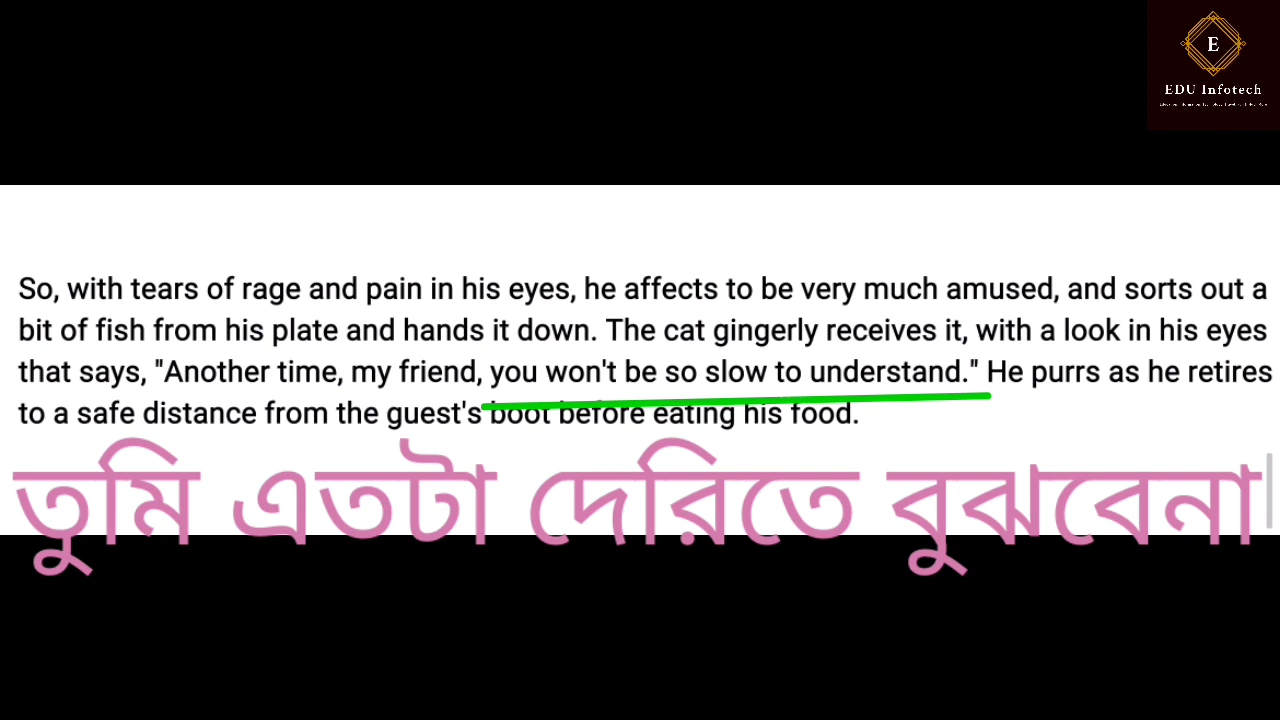 E
EDU Infotech
So, with tears of rage and pain in his eyes, he affects to be very much amused, and sorts out a
bit of fish from his plate and hands it down. The cat gingerly receives it, with a look in his eyes
that says, "Another time, my friend, you won't be so slow to understand." He purrs as he retires
to a safe distance from the guest's boot before eating his food.
তুমি এতটা দেরিতে বুঝবেনা